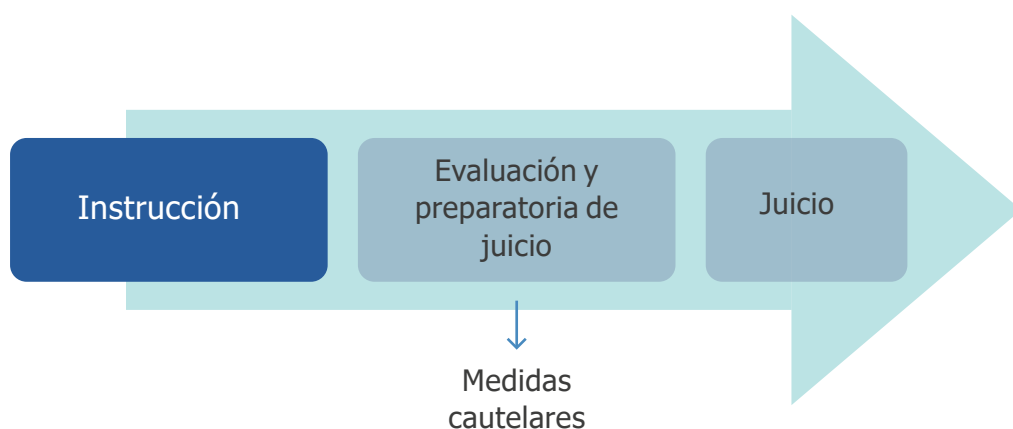 Instrucción
Evaluación y
preparatoria de
juicio
Juicio
Medidas
cautelares